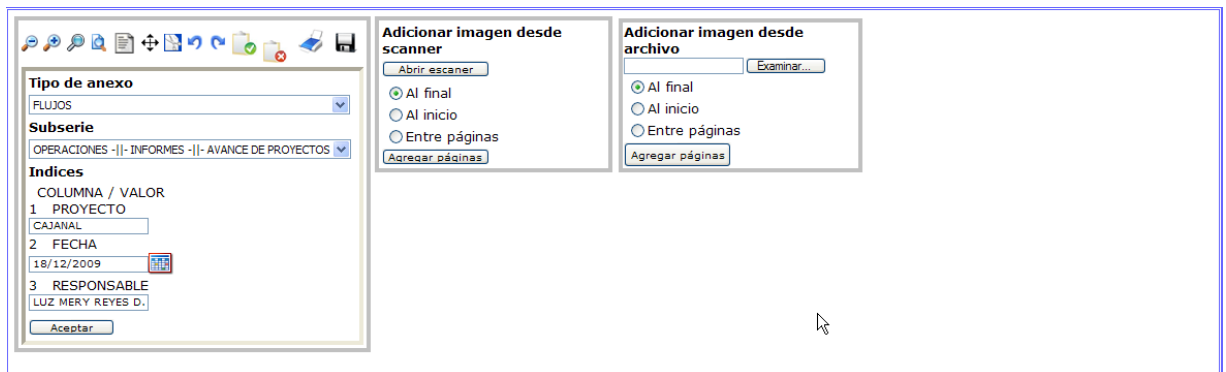 Tipo de anexo
FLUJOS
Subserie
OPERACIONES -||- INFORMES -||- AVANCE DE PROYECTOS
Indices
COLUMNA / VALOR
1 PROYECTO
CAJANAL
2 FECHA
18/12/2009
3 RESPONSABLE
LUZ MERY REYES D.
Aceptar
Adicionar imagen desde
scanner
Abrir escaner
Al final
Al inicio
Entre páginas
Agregar páginas
Adicionar imagen desde
archivo
Examinar...
Al final
Al inicio
Entre páginas
Agregar páginas